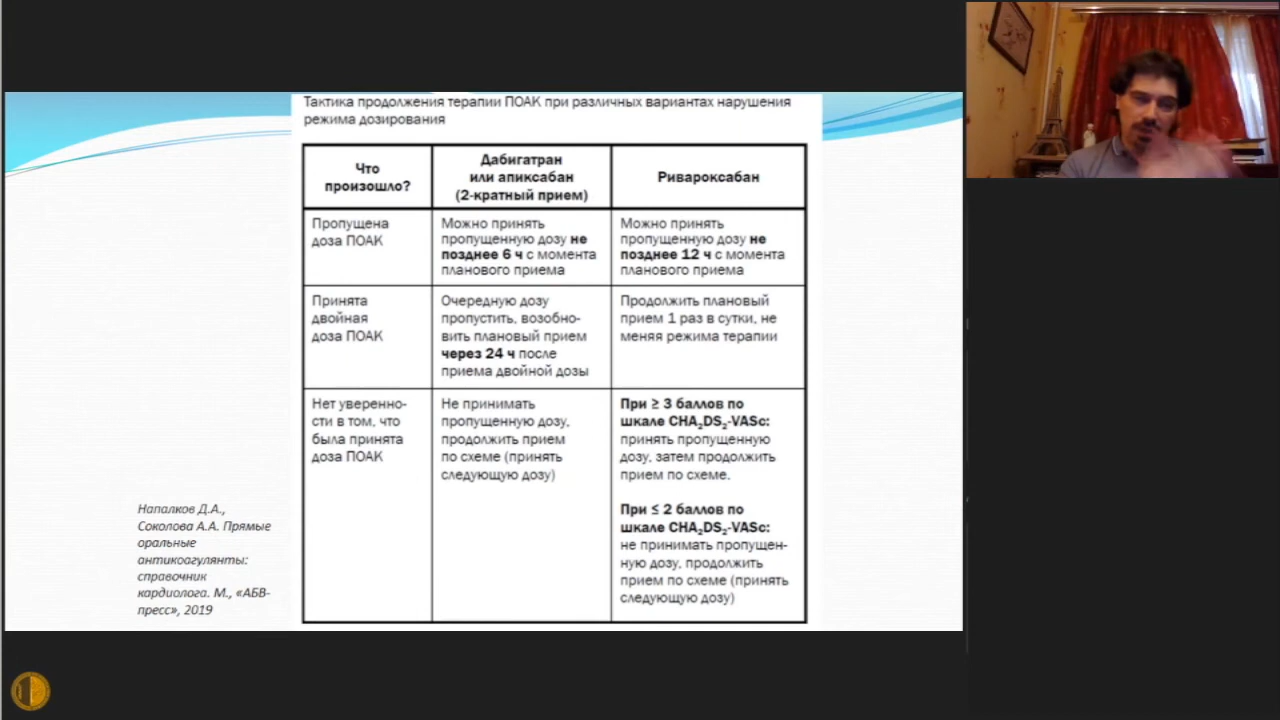 Тактика продолжения терапии ПОАК при различных вариантах нарушения
режима дозирования
Что
произошло?
Дабигатран
или апиксабан
(2-кратный прием)
Ривароксабан
Пропущена
доза ПОАК
Можно принять
пропущенную дозу не
позднее 6 ч с момента
планового приема
Можно принять
пропущенную дозу не
позднее 12 ч с момента
планового приема
Принята
двойная
доза ПОАК
Очередную дозу
пропустить, возобно-
вить плановый прием
через 24 ч после
приема двойной дозы
Продолжить плановый
прием 1 раз в сутки, не
меняя режима терапии
Нет уверенно-
сти в том, что
была принята
доза ПОАК
Не принимать
пропущенную дозу,
продолжить прием
по схеме (принять
следующую дозу)
При ≥ 3 баллов по
шкале CHA₂DS₂-VASc:
принять пропущенную
дозу, затем продолжить
прием по схеме.
При ≤ 2 баллов по
шкале CHA₂DS₂-VASc:
не принимать пропущен-
ную дозу, продолжить
прием по схеме (принять
следующую дозу)
Напалков Д.А.,
Соколова А.А. Прямые
оральные
антикоагулянты:
справочник
кардиолога. М., «АБВ-
пресс», 2019